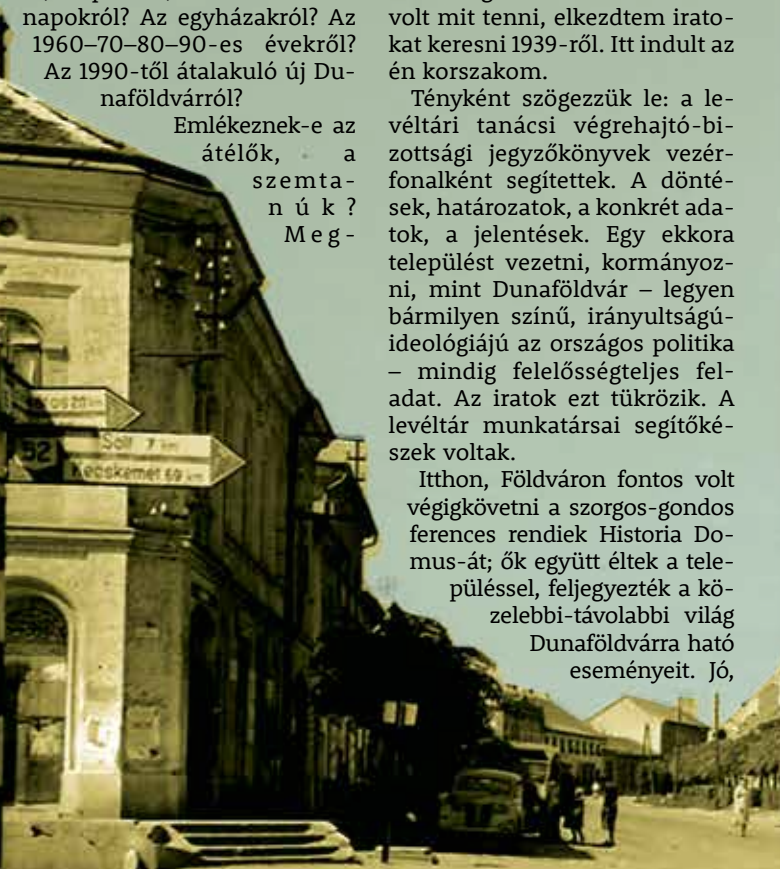 napokról? Az egyházakról? Az
1960–70–80–90-es évekről?
Az 1990-től átalakuló új Du-
naföldvárról?
Emlékeznek-e az
átélők, a
szemta-
núk?
Meg-
volt mit tenni, elkezdtem irato-
kat keresni 1939-ről. Itt indult az
én korszakom.
Tényként szögezzük le: a le-
véltári tanácsi végrehajtó-bi-
zottsági jegyzőkönyvek vezér-
fonalként segítettek. A dönté-
sek, határozatok, a konkrét ada-
tok, a jelentések. Egy ekkora
települést vezetni, kormányoz-
ni, mint Dunaföldvár – legyen
bármilyen színű, irányultságú-
ideológiájú az országos politika
– mindig felelősségteljes fel-
adat. Az iratok ezt tükrözik. A
levéltár munkatársai segítőké-
szek voltak.
Itthon, Földváron fontos volt
végigkövetni a szorgos-gondos
ferences rendiek Historia Do-
mus-át; ők együtt éltek a tele-
püléssel, feljegyezték a kö-
zelebbi-távolabbi világ
Dunaföldvárra ható
eseményeit. Jó,
20 km
52
Solt 7 km
Kecskemét 69 km